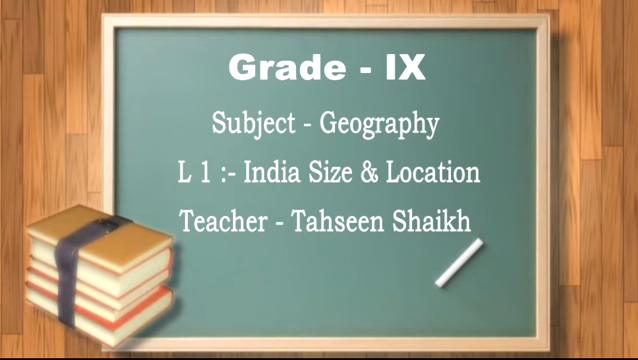 Grade - IX
Subject - Geography
L 1 :- India Size & Location
Teacher - Tahseen Shaikh